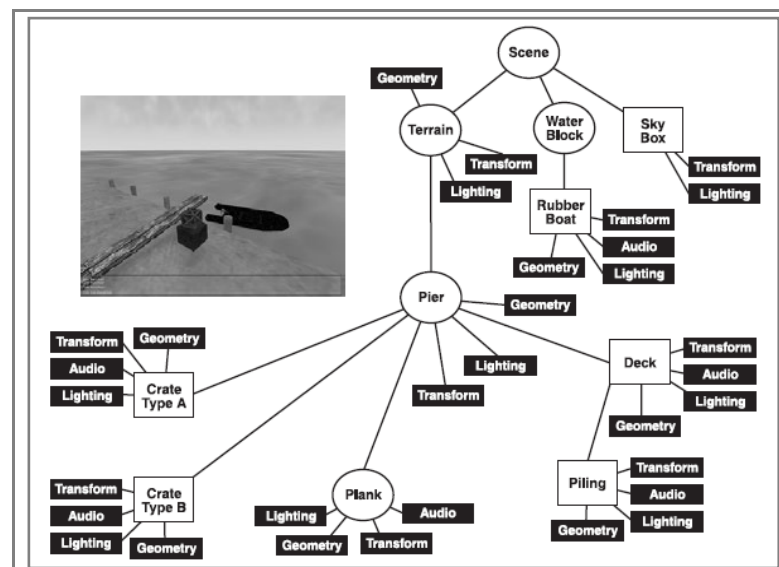 Scene
Geometry
Terrain
Water
Block
Sky
Box
Transform
Lighting
Transform
Lighting
Rubber
Boat
Transform
Audio
Lighting
Geometry
Pier
Geometry
Lighting
Transform
Transform
Geometry
Audio
Lighting
Crate
Type A
Deck
Transform
Audio
Lighting
Geometry
Transform
Audio
Lighting
Crate
Type B
Geometry
Plank
Lighting
Audio
Geometry
Transform
Piling
Transform
Audio
Lighting
Geometry